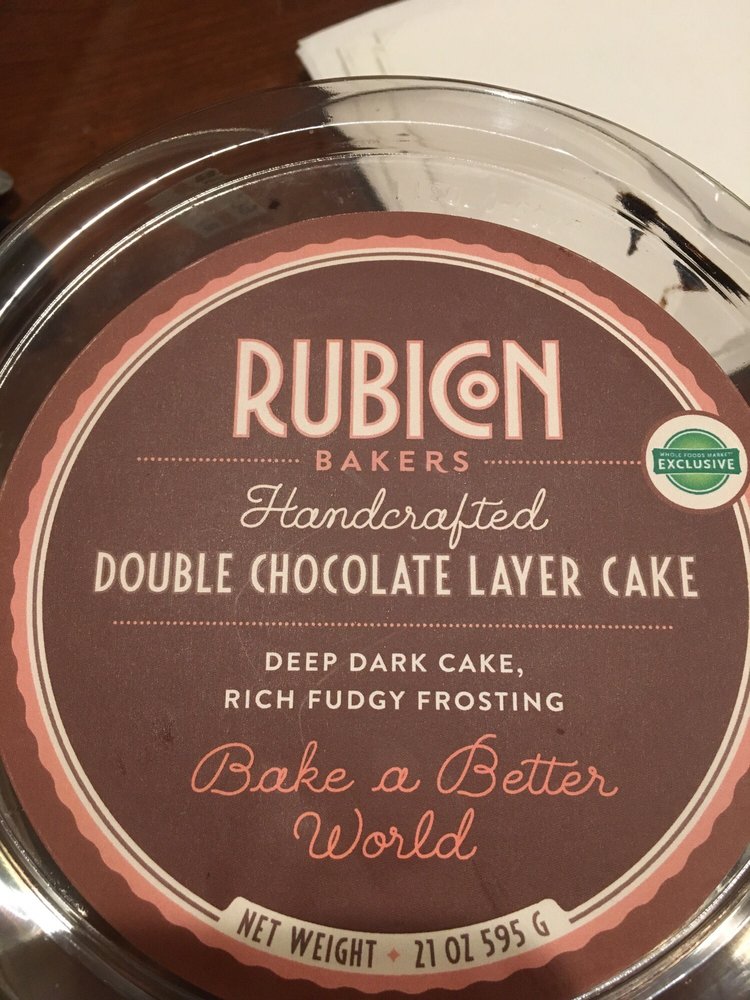 RUBICON
BAKERS
WHOLE FOODS MARKET
EXCLUSIVE
Handcrafted
DOUBLE CHOCOLATE LAYER CAKE
DEEP DARK CAKE,
RICH FUDGY FROSTING
Bake a Better
World
NET WEIGHT 21 OZ 595 G